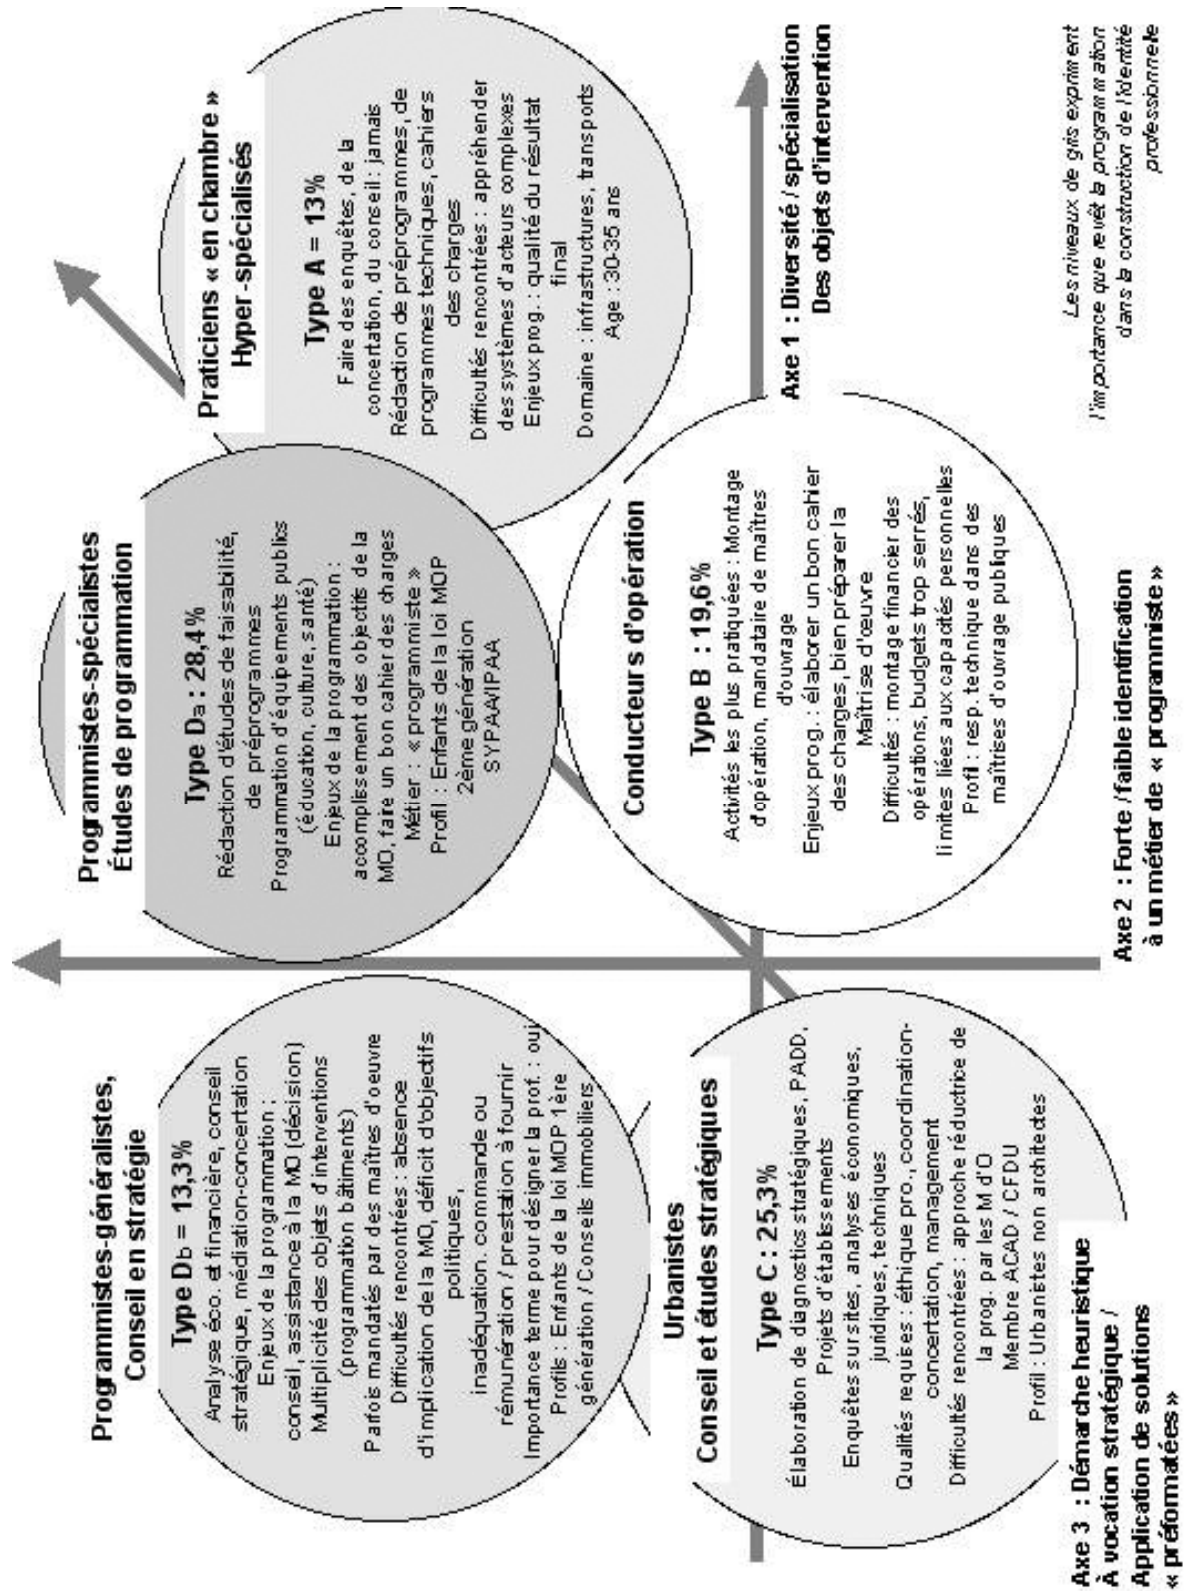 Programmistes-généralistes,
Conseil en stratégie
Type Db = 13,3%
Analyse éco. et financière, conseil
stratégique, médiation-concertation
Enjeux de la programmation :
conseil, assistance à la MO (décision)
Multiplicité des objets d'interventions
(programmation bâtiments)
Parfois mandatés par des maîtres d'oeuvre
Difficultés rencontrées : absence
d'implication de la MO, déficit d'objectifs
politiques,
inadéquation. commande ou
rémunération / prestation à fournir
Importance terme pour désigner la prof. : oui
Profils : Enfants de la loi MOP 1ère
génération / Conseils immobiliers
Programmistes-spécialistes
Études de programmation
Type Da : 28,4%
Rédaction d'études de faisabilité,
de préprogrammes
Programmation d'équipements publics
(éducation, culture, santé)
Enjeux de la programmation :
accomplissement des objectifs de la
MO, faire un bon cahier des charges
Métier : « programmiste »
Profil : Enfants de la loi MOP
2ème génération
SYPAA/IPAA
Praticiens « en chambre »
Hyper-spécialisés
Type A = 13%
Faire des enquêtes, de la
concertation, du conseil : jamais
Rédaction de préprogrammes, de
programmes techniques, cahiers
des charges
Difficultés rencontrées : appréhender
des systèmes d'acteurs complexes
Enjeux prog. : qualité du résultat
final
Domaine : infrastructures, transports
Age : 30-35 ans
Urbanistes
Conseil et études stratégiques
Type C : 25,3%
Élaboration de diagnostics stratégiques, PADD,
Projets d'établissements
Enquêtes sur sites, analyses économiques,
juridiques, techniques
Qualités requises : éthique pro., coordination-
concertation, management
Difficultés rencontrées : approche réductrice de
la prog. par les M d'O
Membre ACAD / CFDU
Profil : Urbanistes non architectes
Conducteurs d'opération
Type B : 19,6%
Activités les plus pratiquées : Montage
d'opération, mandataire de maîtres
d'ouvrage
Enjeux prog. : élaborer un bon cahier
des charges, bien préparer la
Maîtrise d'œuvre
Difficultés : montage financier des
opérations, budgets trop serrés,
limites liées aux capacités personnelles
Profil : resp. technique dans des
maîtrises d'ouvrage publiques
Axe 1 : Diversité / spécialisation
Des objets d'intervention
Axe 3 : Démarche heuristique
À vocation stratégique /
Application de solutions
« préformatées »
Axe 2 : Forte / faible identification
à un métier de « programmiste »
Les niveaux de gris expriment
l'importance que revêt la programmation
dans la construction de l'identité
professionnele